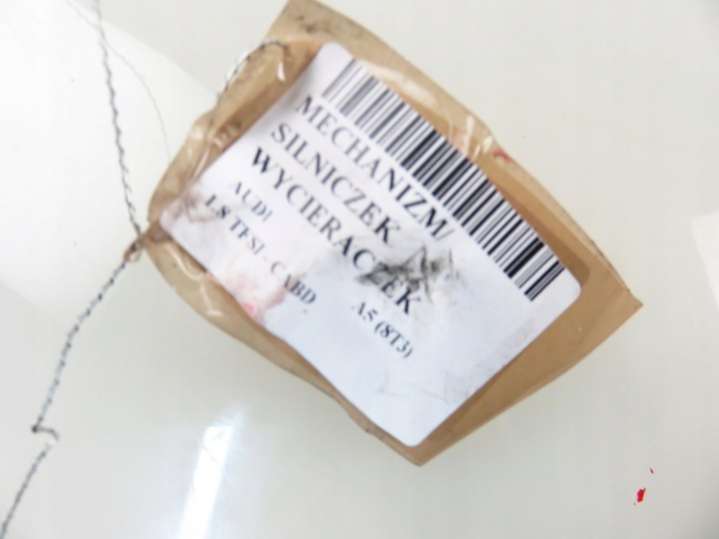 MECHANIZM/
SILNICZEK
WYCIERACZEK
AUDI A5 (8T3)
1.8 TFSI - CABD